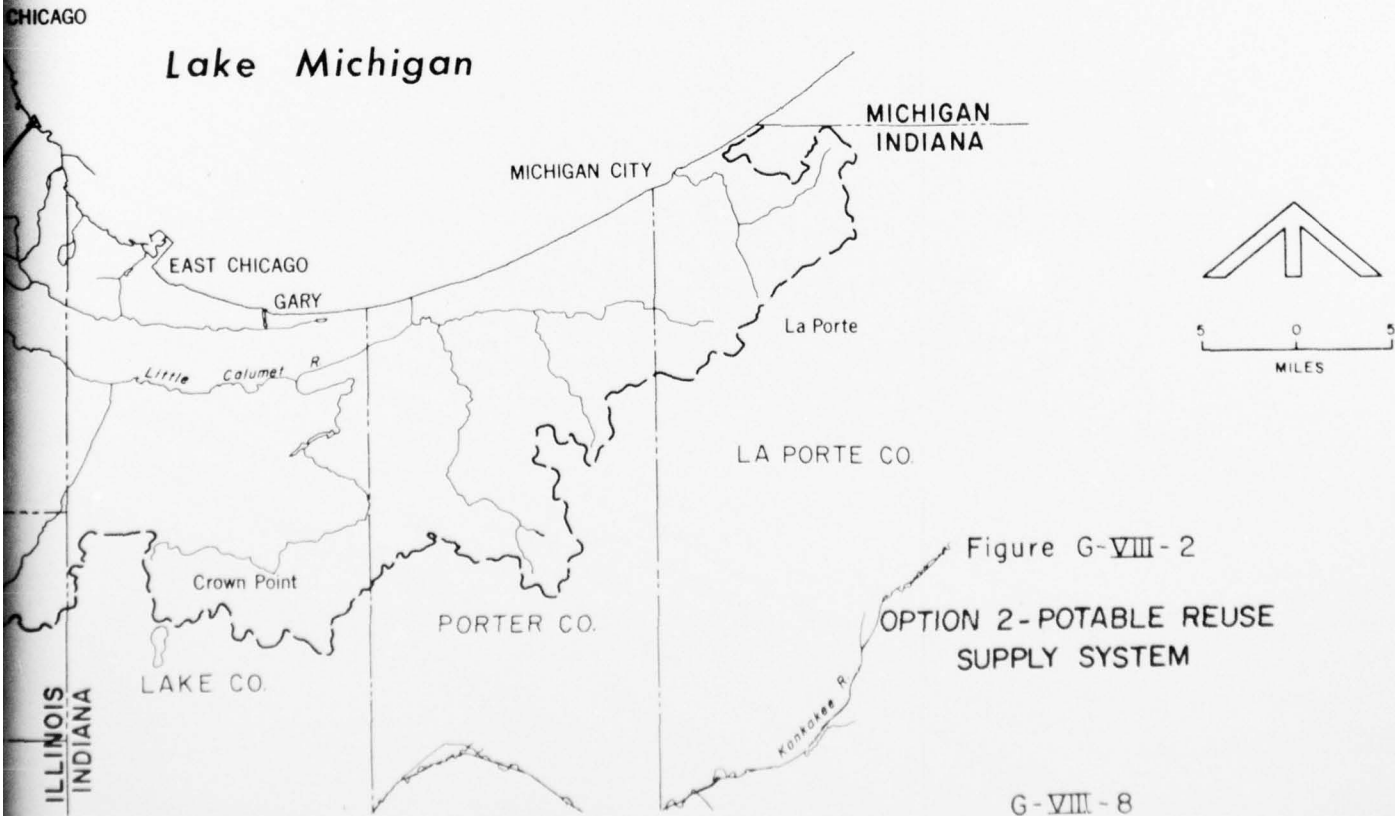 CHICAGO
Lake Michigan
MICHIGAN
INDIANA
MICHIGAN CITY
EAST CHICAGO
GARY
La Porte
5 0 5
MILES
Little Calumet R
LA PORTE CO.
Figure G-VIII-2
Crown Point
PORTER CO.
OPTION 2-POTABLE REUSE
SUPPLY SYSTEM
LAKE CO.
ILLINOIS
INDIANA
Kankakee R
G-VIII-8